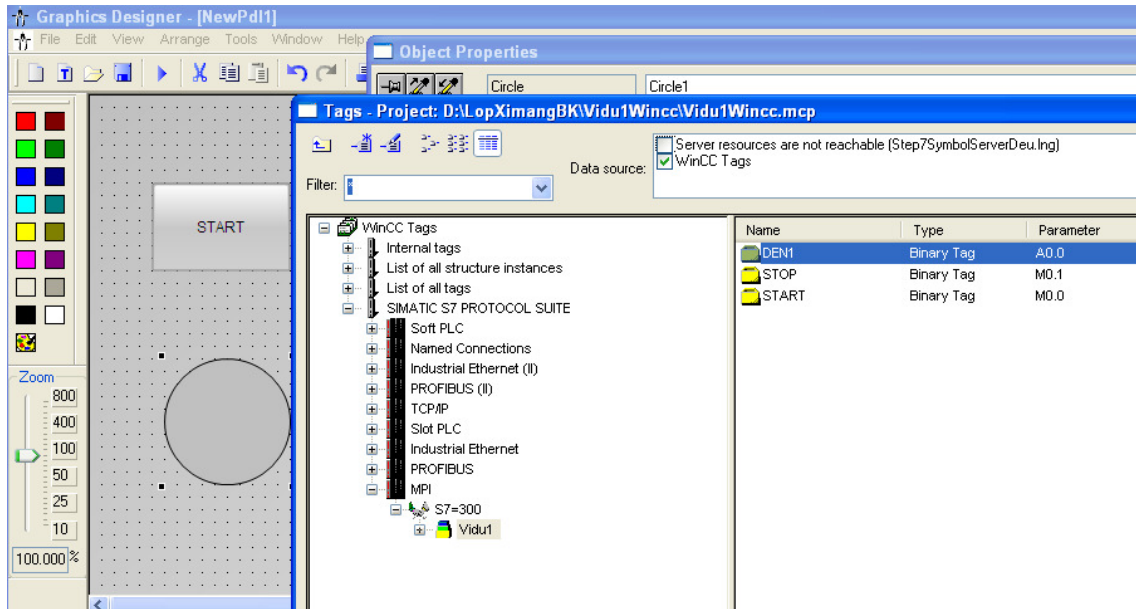 Graphics Designer - [NewPdl1]
File Edit View Arrange Tools Window Help
Object Properties
Circle Circle1
Tags - Project: D:\LopXimangBK\Vidu1Wincc\Vidu1Wincc.mcp
Data source:
Server resources are not reachable (Step7SymbolServerDeu.lng)
WinCC Tags
Filter: *
START
WinCC Tags
Internal tags
List of all structure instances
List of all tags
SIMATIC S7 PROTOCOL SUITE
Soft PLC
Named Connections
Industrial Ethernet (II)
PROFIBUS (II)
TCP/IP
Slot PLC
Industrial Ethernet
PROFIBUS
MPI
S7=300
Vidu1
Name Type Parameter
DEN1 Binary Tag A0.0
STOP Binary Tag M0.1
START Binary Tag M0.0
Zoom
800
400
100
50
25
10
100.000 %